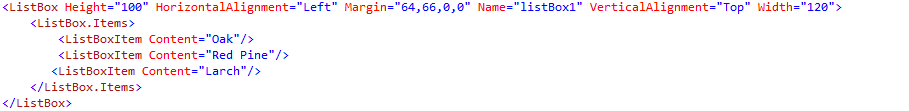 <ListBox Height="100" HorizontalAlignment="Left" Margin="64,66,0,0" Name="listBox1" VerticalAlignment="Top" Width="120">
    <ListBox.Items>
        <ListBoxItem Content="Oak"/>
        <ListBoxItem Content="Red Pine"/>
       <ListBoxItem Content="Larch"/>
    </ListBox.Items>
</ListBox>